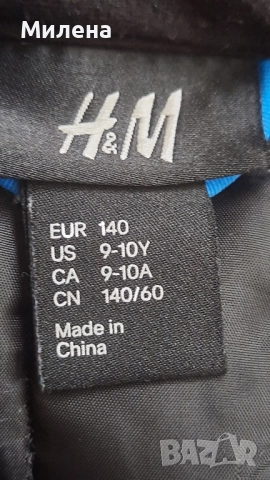 Милена
H&M
EUR 140
US 9-10Y
CA 9-10A
CN 140/60
Made in
China
BAZAR